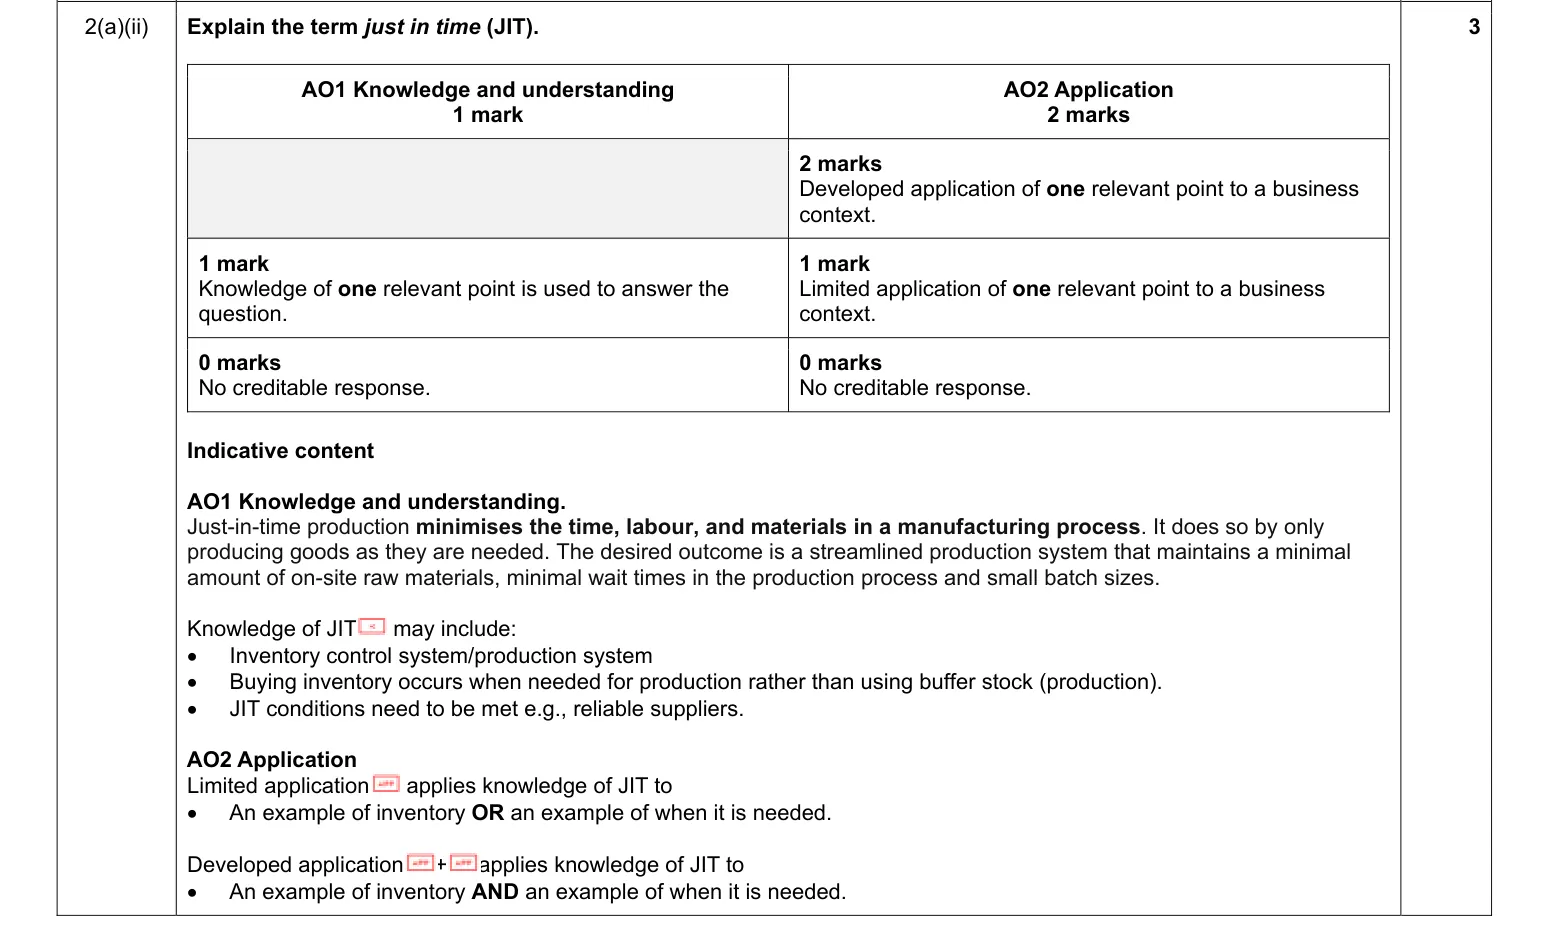 2(a)(ii)
Explain the term just in time (JIT).
3
AO1 Knowledge and understanding
1 mark
AO2 Application
2 marks
2 marks
Developed application of one relevant point to a business
context.
1 mark
Knowledge of one relevant point is used to answer the
question.
1 mark
Limited application of one relevant point to a business
context.
0 marks
No creditable response.
0 marks
No creditable response.
Indicative content
AO1 Knowledge and understanding.
Just-in-time production minimises the time, labour, and materials in a manufacturing process. It does so by only
producing goods as they are needed. The desired outcome is a streamlined production system that maintains a minimal
amount of on-site raw materials, minimal wait times in the production process and small batch sizes.
Knowledge of JIT may include:
• Inventory control system/production system
• Buying inventory occurs when needed for production rather than using buffer stock (production).
• JIT conditions need to be met e.g., reliable suppliers.
AO2 Application
Limited application applies knowledge of JIT to
• An example of inventory OR an example of when it is needed.
Developed application + applies knowledge of JIT to
• An example of inventory AND an example of when it is needed.